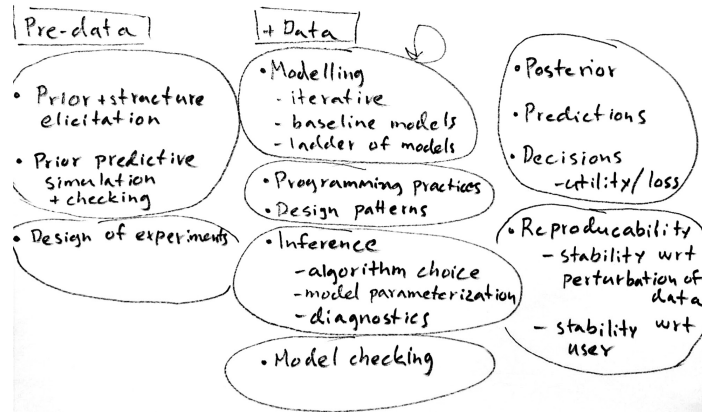 Pre-data
• Prior + structure
elicitation
• Prior predictive
simulation
+ checking
• Design of experiments
+ Data
• Modelling
- iterative
- baseline models
- ladder of models
• Programming practices
• Design patterns
• Inference
- algorithm choice
- model parameterization
- diagnostics
• Model checking
• Posterior
• Predictions
• Decisions
- utility/loss
• Reproducability
- stability wrt
perturbation of
data
- stability wrt
user